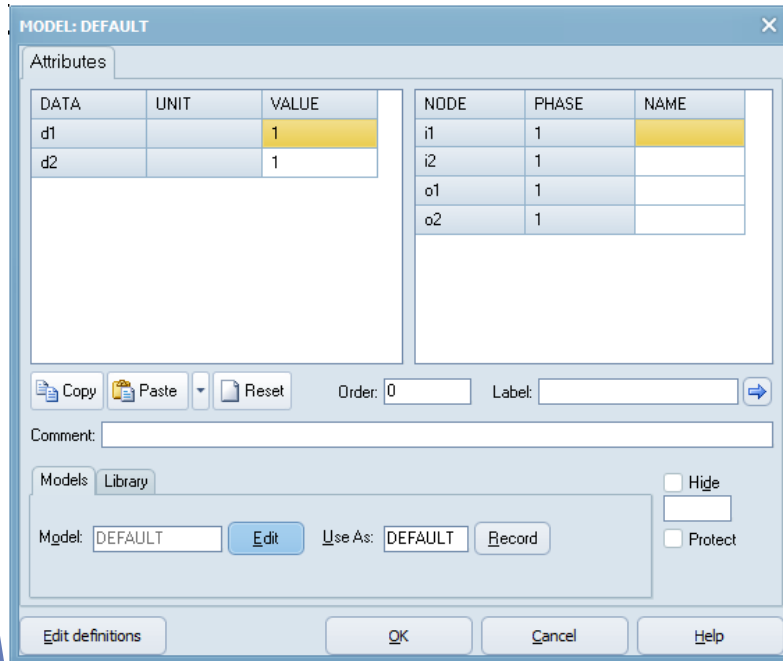 MODEL: DEFAULT
Attributes
DATA UNIT VALUE
d1 1
d2 1
NODE PHASE NAME
i1 1
i2 1
o1 1
o2 1
Copy Paste Reset Order: 0 Label:
Comment:
Models Library
Model: DEFAULT Edit Use As: DEFAULT Record
Hide
Protect
Edit definitions OK Cancel Help